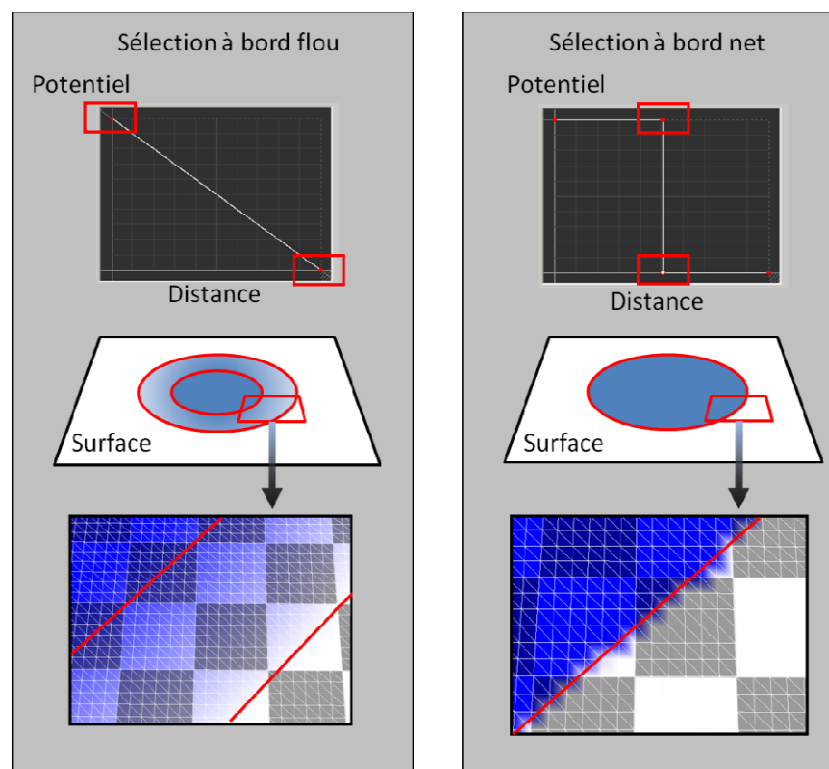 Sélection à bord flou
Potentiel
Distance
Surface
Sélection à bord net
Potentiel
Distance
Surface